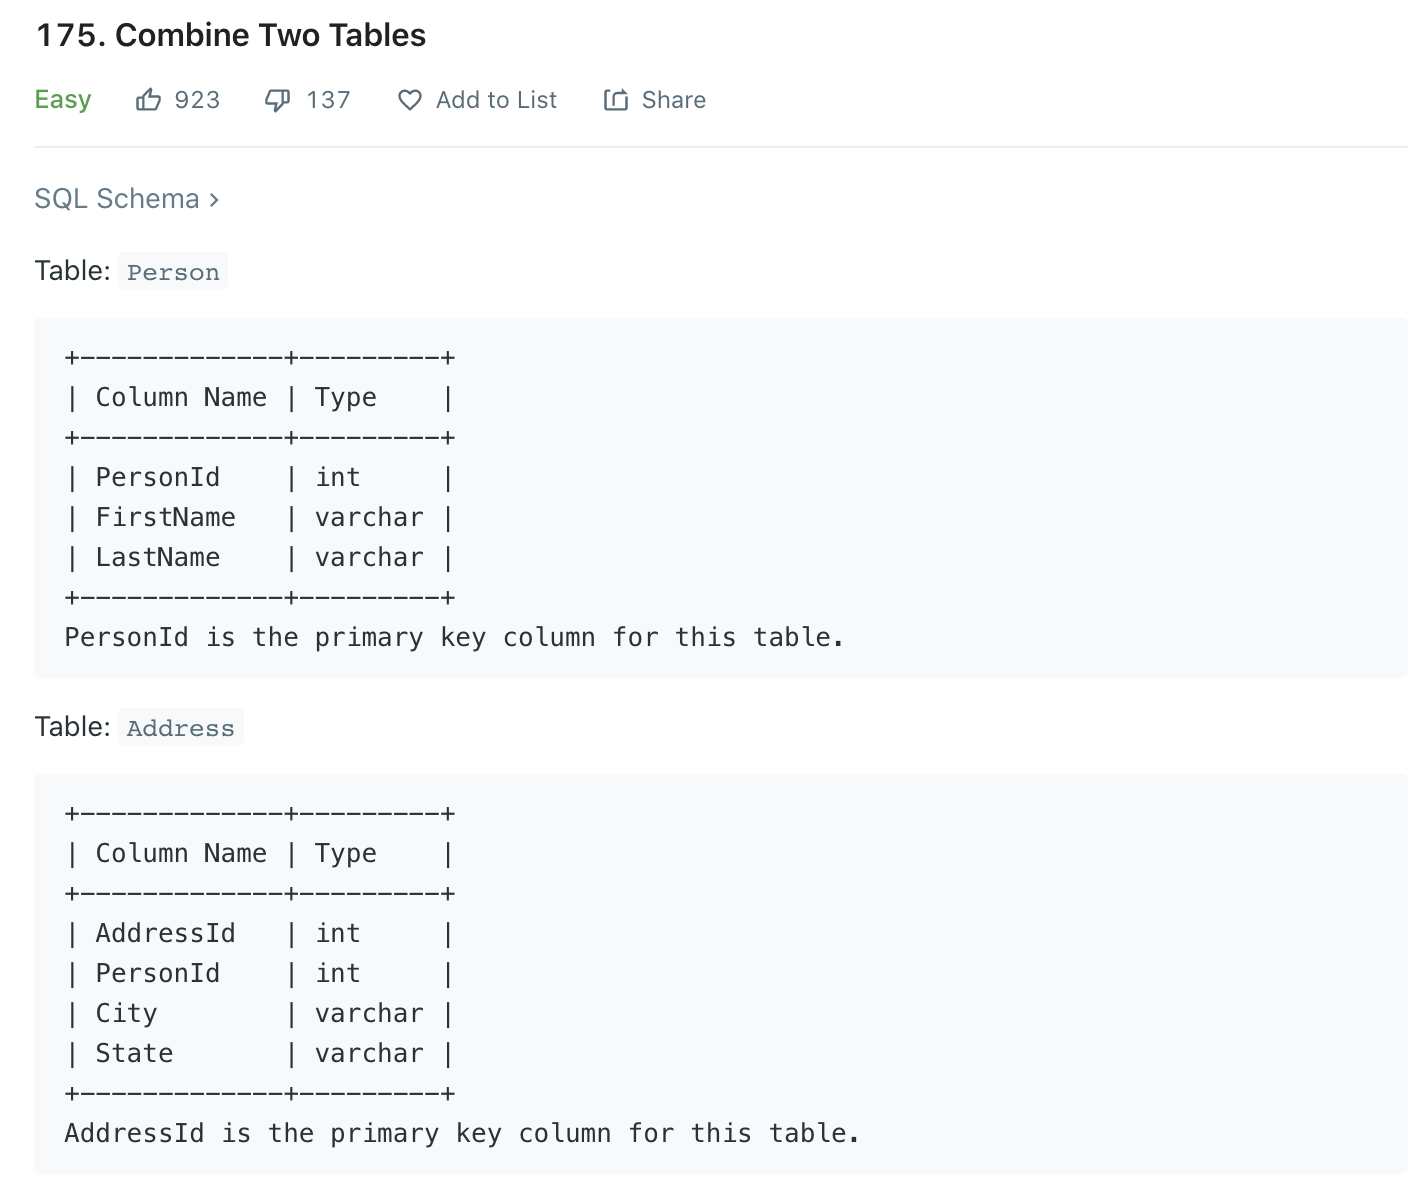 175. Combine Two Tables
Easy 923 137 Add to List Share
SQL Schema ›
Table: Person
+-------------+---------+
| Column Name | Type    |
+-------------+---------+
| PersonId    | int     |
| FirstName   | varchar |
| LastName    | varchar |
+-------------+---------+
PersonId is the primary key column for this table.
Table: Address
+-------------+---------+
| Column Name | Type    |
+-------------+---------+
| AddressId   | int     |
| PersonId    | int     |
| City        | varchar |
| State       | varchar |
+-------------+---------+
AddressId is the primary key column for this table.